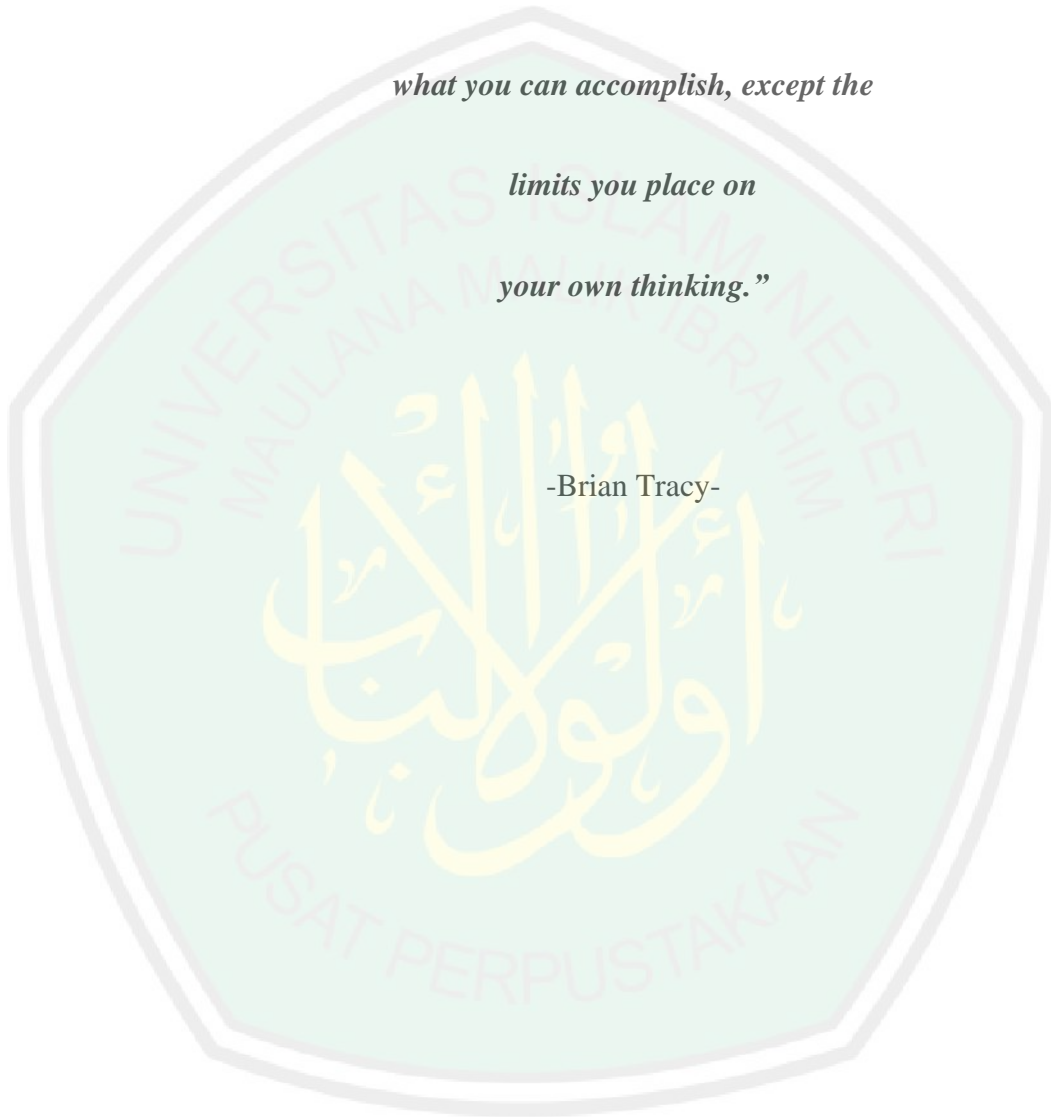 what you can accomplish, except the
limits you place on
your own thinking.”
-Brian Tracy-
UNIVERSITAS ISLAM NEGERI
MAULANA MALIK IBRAHIM
أولوا الألباب
PUSAT PERPUSTAKAAN